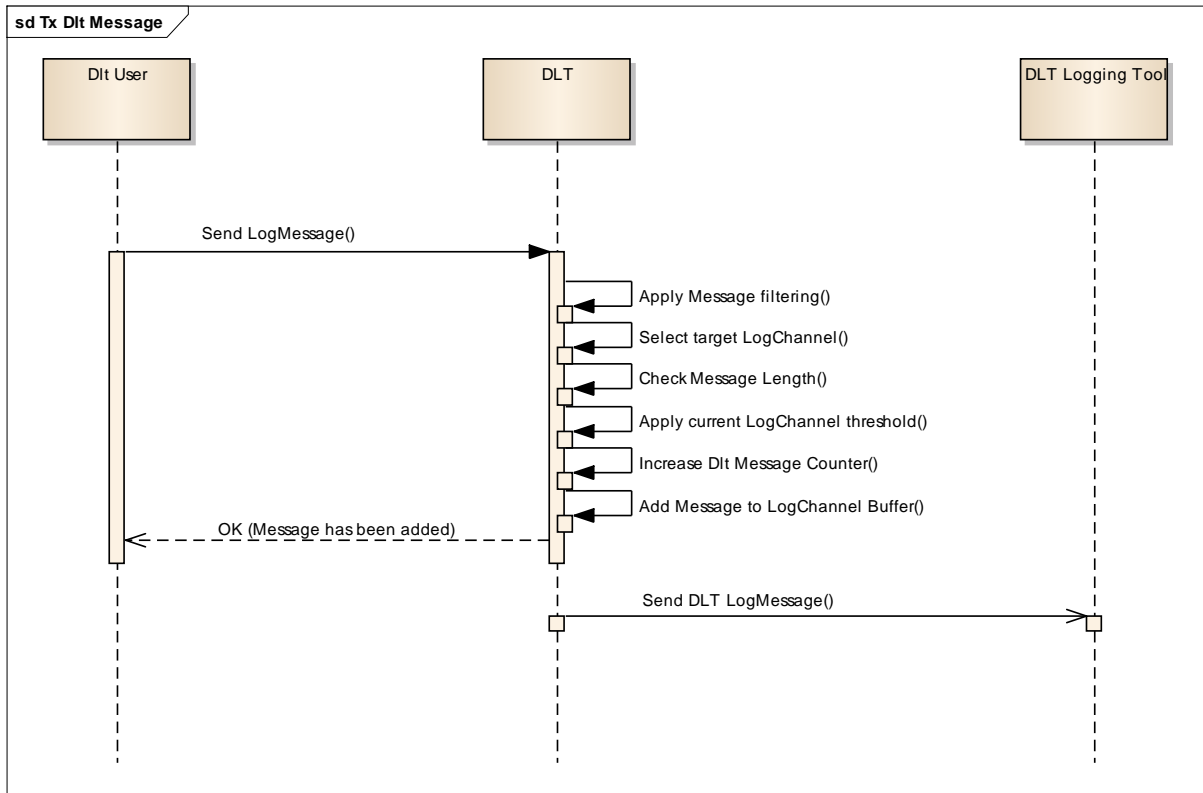 sd Tx Dlt Message
Dlt User
DLT
DLT Logging Tool
Send LogMessage()
Apply Message filtering()
Select target LogChannel()
Check Message Length()
Apply current LogChannel threshold()
Increase Dlt Message Counter()
Add Message to LogChannel Buffer()
OK (Message has been added)
Send DLT LogMessage()